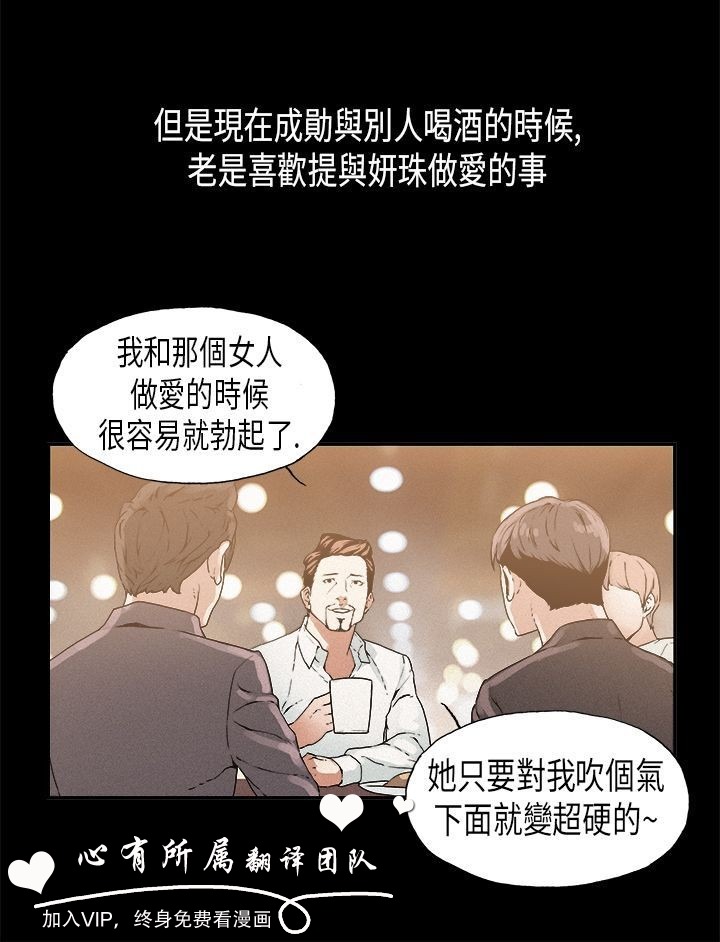 但是現在成勛與別人喝酒的時候,
老是喜歡提與妍珠做愛的事
我和那個女人
做愛的時候
很容易就勃起了.
她只要對我吹個氣
下面就變超硬的~
心有所属翻译团队
加入VIP，终身免费看漫画